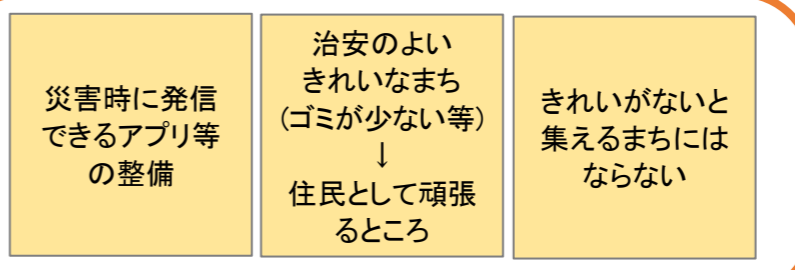 災害時に発信
できるアプリ等
の整備
治安のよい
きれいなまち
(ゴミが少ない等)
↓
住民として頑張
るところ
きれいがないと
集えるまちには
ならない